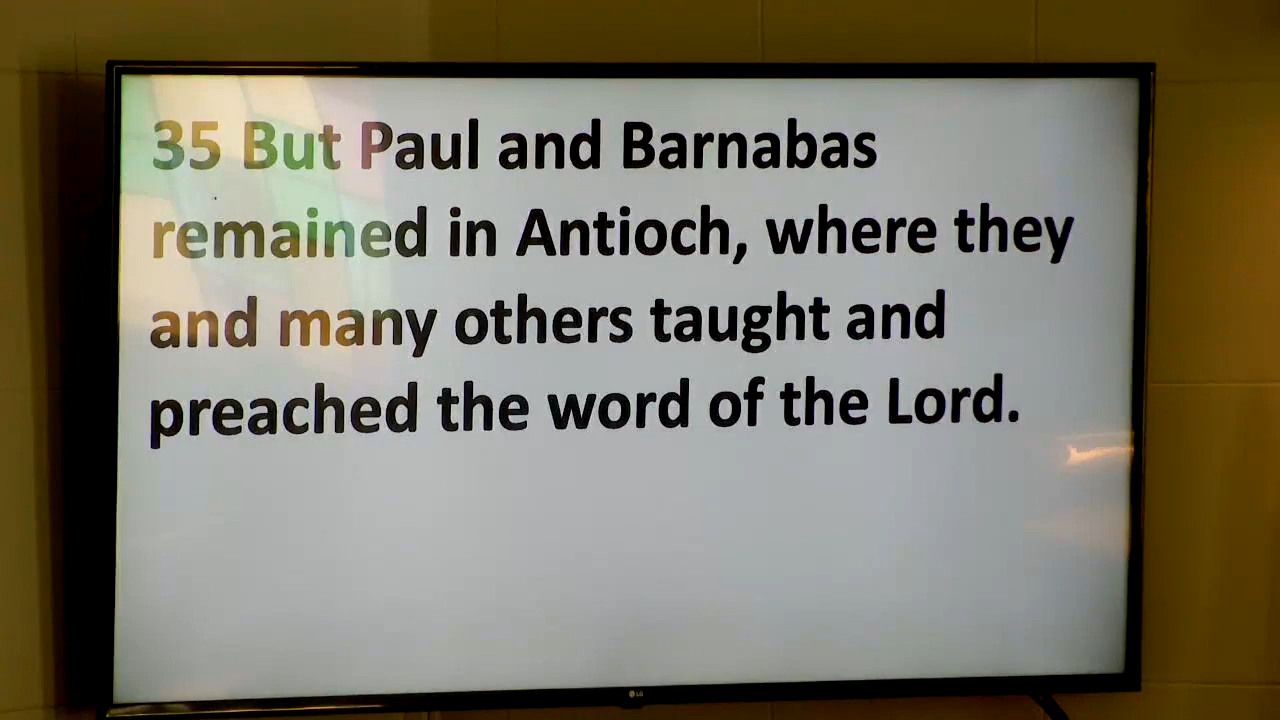 35 But Paul and Barnabas
remained in Antioch, where they
and many others taught and
preached the word of the Lord.
LG